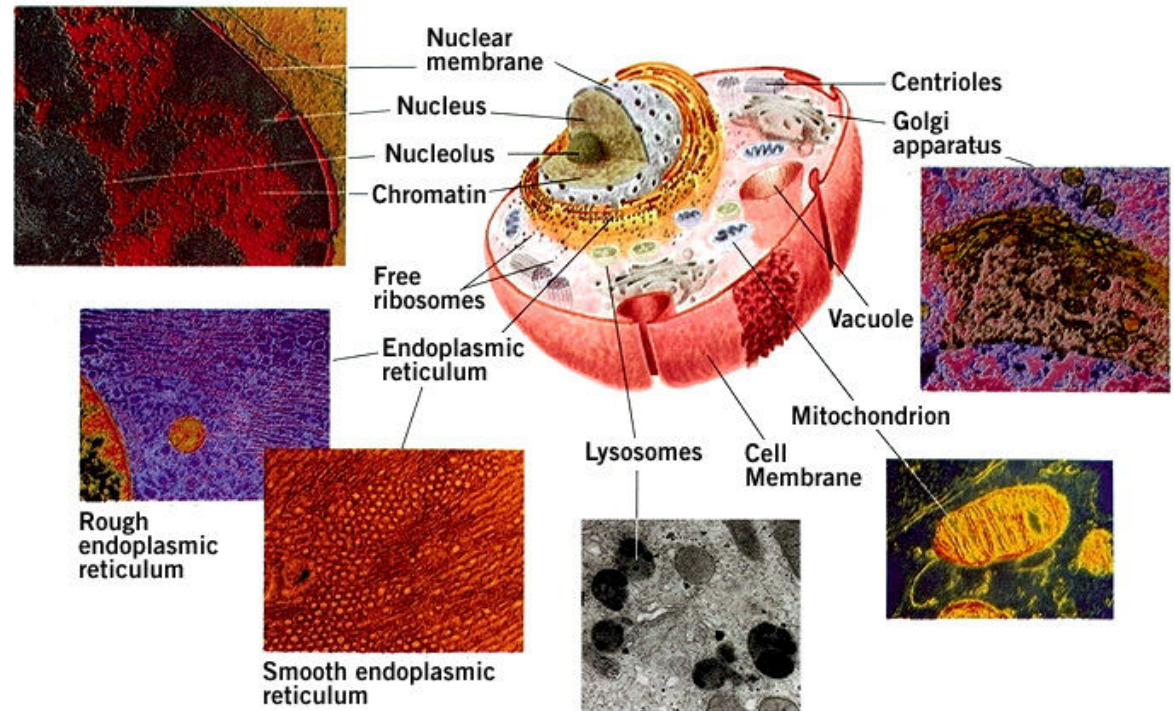 Nuclear
membrane
Nucleus
Nucleolus
Chromatin
Free
ribosomes
Endoplasmic
reticulum
Rough
endoplasmic
reticulum
Smooth endoplasmic
reticulum
Lysosomes
Cell
Membrane
Mitochondrion
Vacuole
Centrioles
Golgi
apparatus